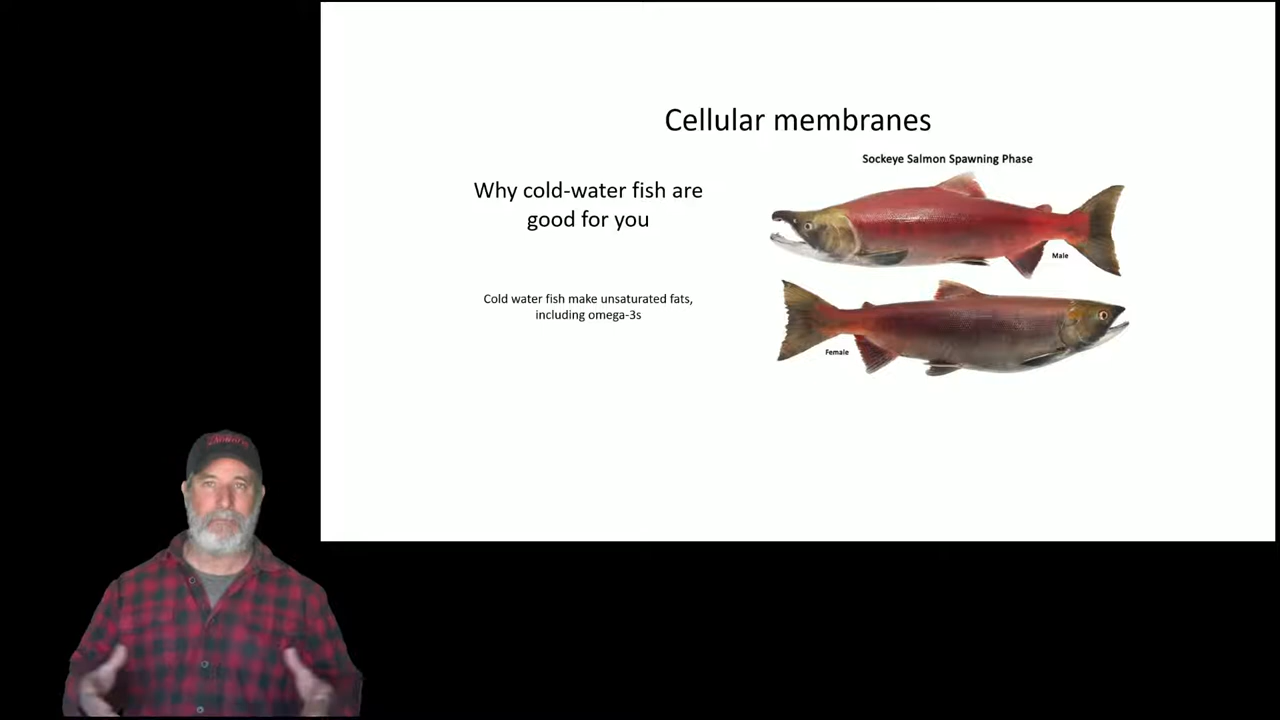 Cellular membranes
Sockeye Salmon Spawning Phase
Why cold-water fish are
good for you
Male
Cold water fish make unsaturated fats,
including omega-3s
Female